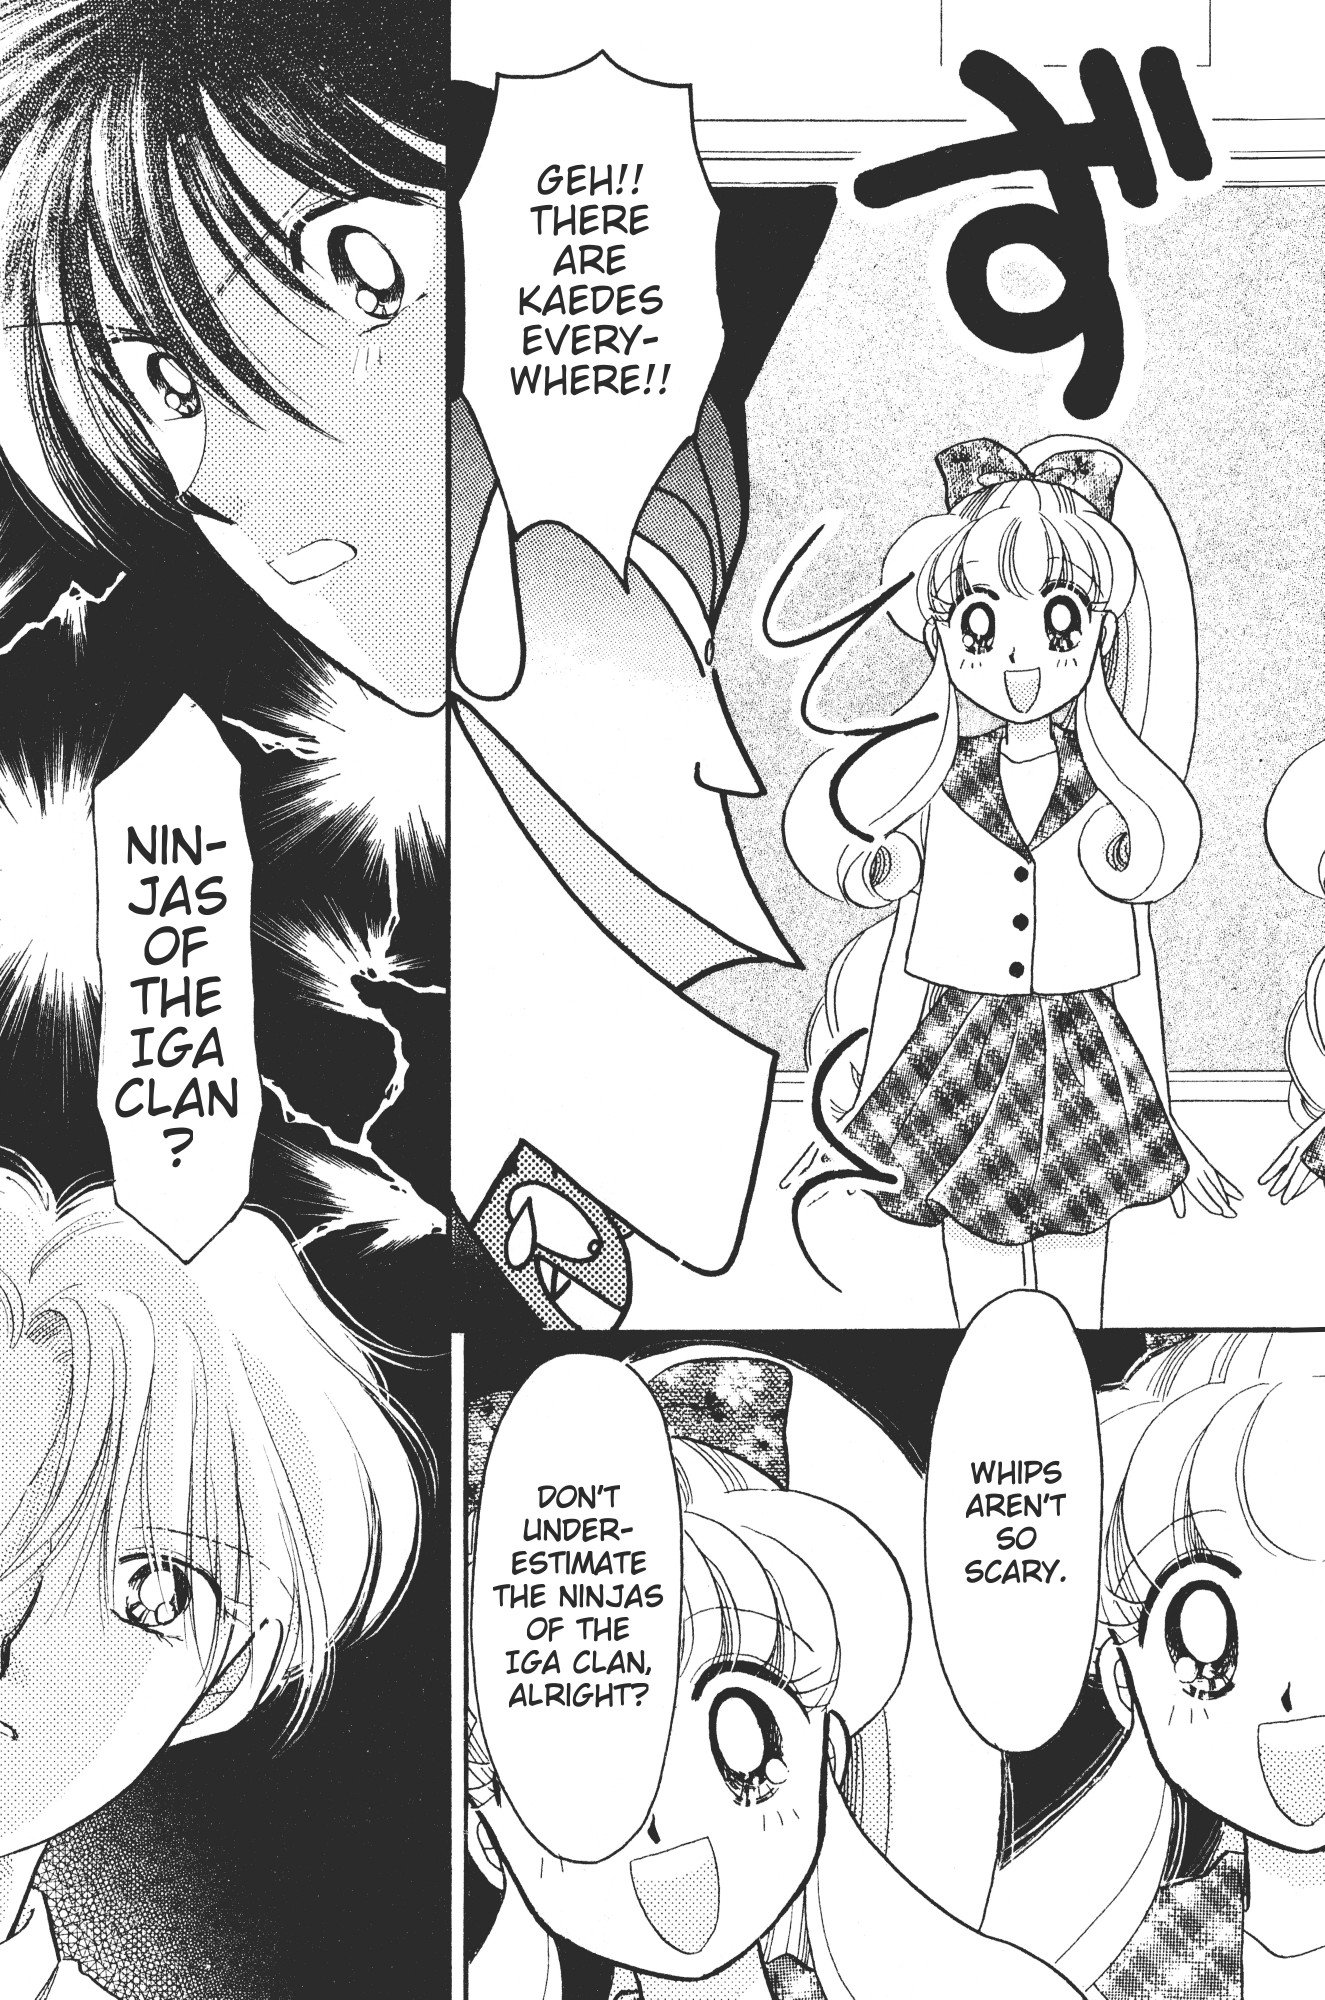 ず
GEH!!
THERE
ARE
KAEDES
EVERY-
WHERE!!
WHIPS
AREN'T
SO
SCARY.
DON'T
UNDER-
ESTIMATE
THE NINJAS
OF THE
IGA CLAN,
ALRIGHT?
NIN-
JAS
OF
THE
IGA
CLAN
?